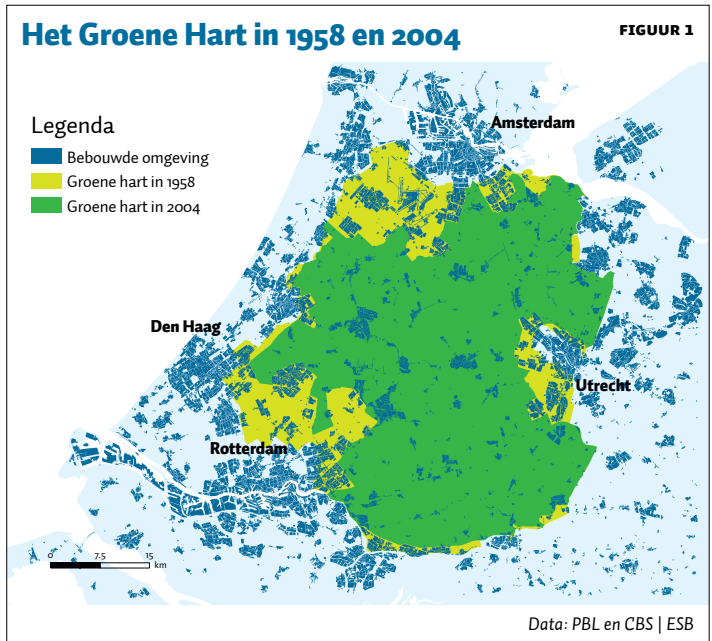 Het Groene Hart in 1958 en 2004
FIGUUR 1
Legenda
Bebouwde omgeving
Groene hart in 1958
Groene hart in 2004
Amsterdam
Den Haag
Utrecht
Rotterdam
0 7.5 15
km
Data: PBL en CBS | ESB